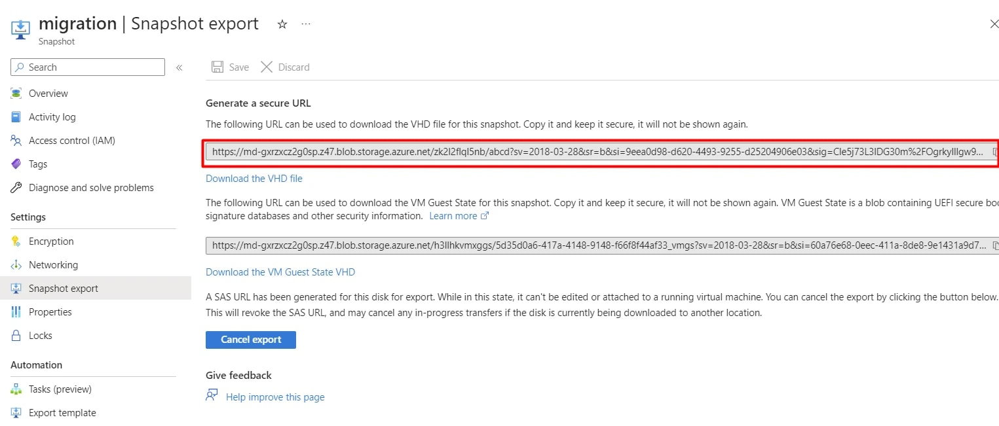 migration | Snapshot export
Snapshot
Search
Overview
Activity log
Access control (IAM)
Tags
Diagnose and solve problems
Settings
Encryption
Networking
Snapshot export
Properties
Locks
Automation
Tasks (preview)
Export template
Save Discard
Generate a secure URL
The following URL can be used to download the VHD file for this snapshot. Copy it and keep it secure, it will not be shown again.
https://md-gxrzxcz2g0sp.z47.blob.storage.azure.net/zk2l2flql5nb/abcd?sv=2018-03-28&sr=b&si=9eea0d98-d620-4493-9255-d25204906e03&sig=Cle5j73L3lDG30m%2FOgrkylllgw9...
Download the VHD file
The following URL can be used to download the VM Guest State for this snapshot. Copy it and keep it secure, it will not be shown again. VM Guest State is a blob containing UEFI secure boo
signature databases and other security information. Learn more
https://md-gxrzxcz2g0sp.z47.blob.storage.azure.net/h3llhkvmxggs/5d35d0a6-417a-4148-9148-f66f8f44af33_vmgs?sv=2018-03-28&sr=b&si=60a76e68-0eec-411a-8de8-9e1431a9d7...
Download the VM Guest State VHD
A SAS URL has been generated for this disk for export. While in this state, it can't be edited or attached to a running virtual machine. You can cancel the export by clicking the button below.
This will revoke the SAS URL, and may cancel any in-progress transfers if the disk is currently being downloaded to another location.
Cancel export
Give feedback
Help improve this page